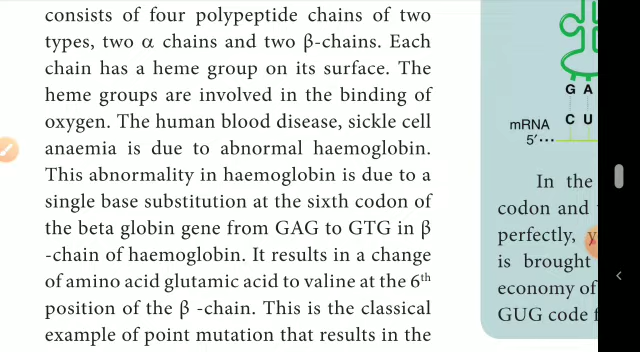 consists of four polypeptide chains of two
types, two α chains and two β-chains. Each
chain has a heme group on its surface. The
heme groups are involved in the binding of
oxygen. The human blood disease, sickle cell
anaemia is due to abnormal haemoglobin.
This abnormality in haemoglobin is due to a
single base substitution at the sixth codon of
the beta globin gene from GAG to GTG in β
-chain of haemoglobin. It results in a change
of amino acid glutamic acid to valine at the 6th
position of the β -chain. This is the classical
example of point mutation that results in the
G A
mRNA C U
5′···
In the
codon and
perfectly,
is brought
economy of
GUG code